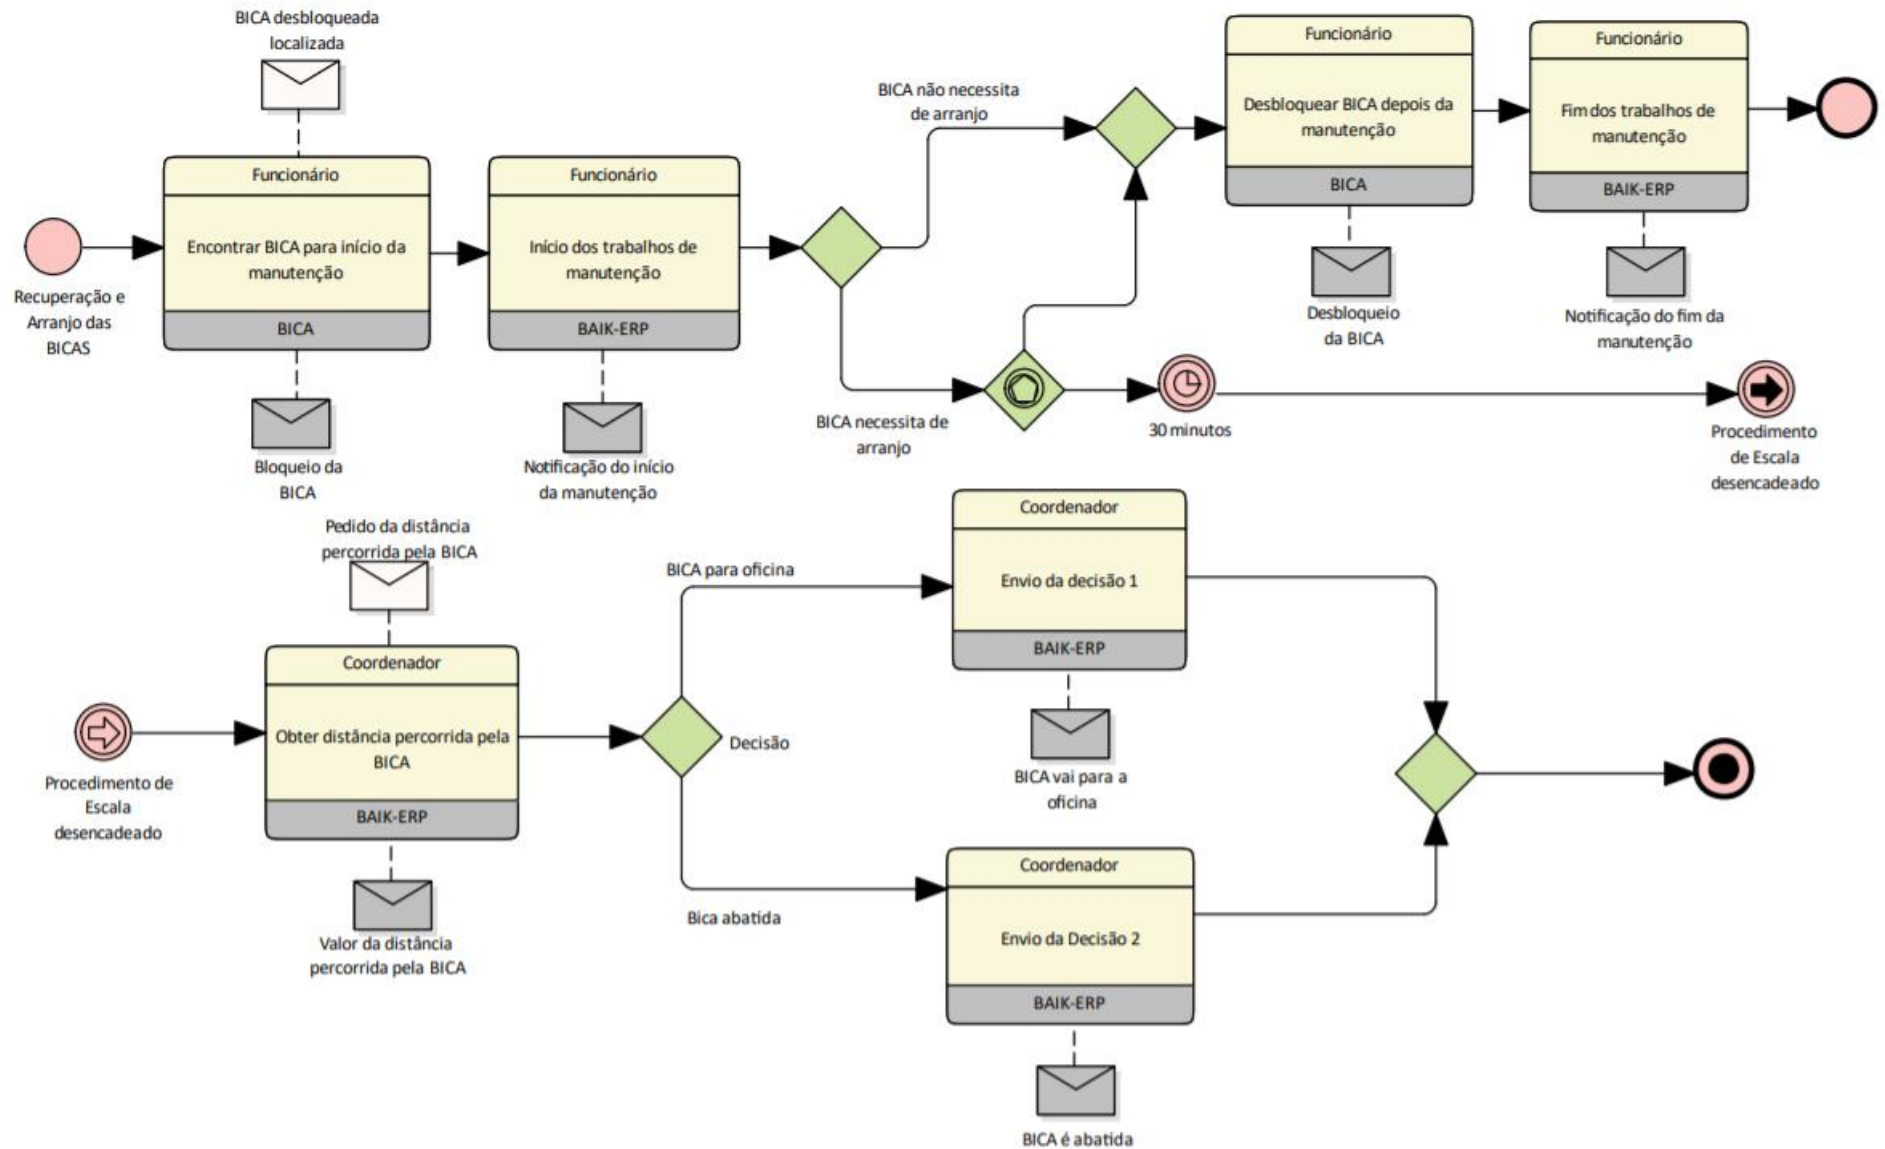 BICA desbloqueada
localizada
Funcionário
Encontrar BICA para início da
manutenção
BICA
Bloqueio da
BICA
Recuperação e
Arranjo das
BICAS
Funcionário
Início dos trabalhos de
manutenção
BAIK-ERP
Notificação do início
da manutenção
BICA não necessita
de arranjo
BICA necessita de
arranjo
Funcionário
Desbloquear BICA depois da
manutenção
BICA
Desbloqueio
da BICA
Funcionário
Fim dos trabalhos de
manutenção
BAIK-ERP
Notificação do fim da
manutenção
30 minutos
Procedimento
de Escala
desencadeado
Pedido da distância
percorrida pela BICA
Coordenador
Obter distância percorrida pela
BICA
BAIK-ERP
Valor da distância
percorrida pela BICA
Procedimento de
Escala
desencadeado
BICA para oficina
Decisão
Bica abatida
Coordenador
Envio da decisão 1
BAIK-ERP
BICA vai para a
oficina
Coordenador
Envio da Decisão 2
BAIK-ERP
BICA é abatida